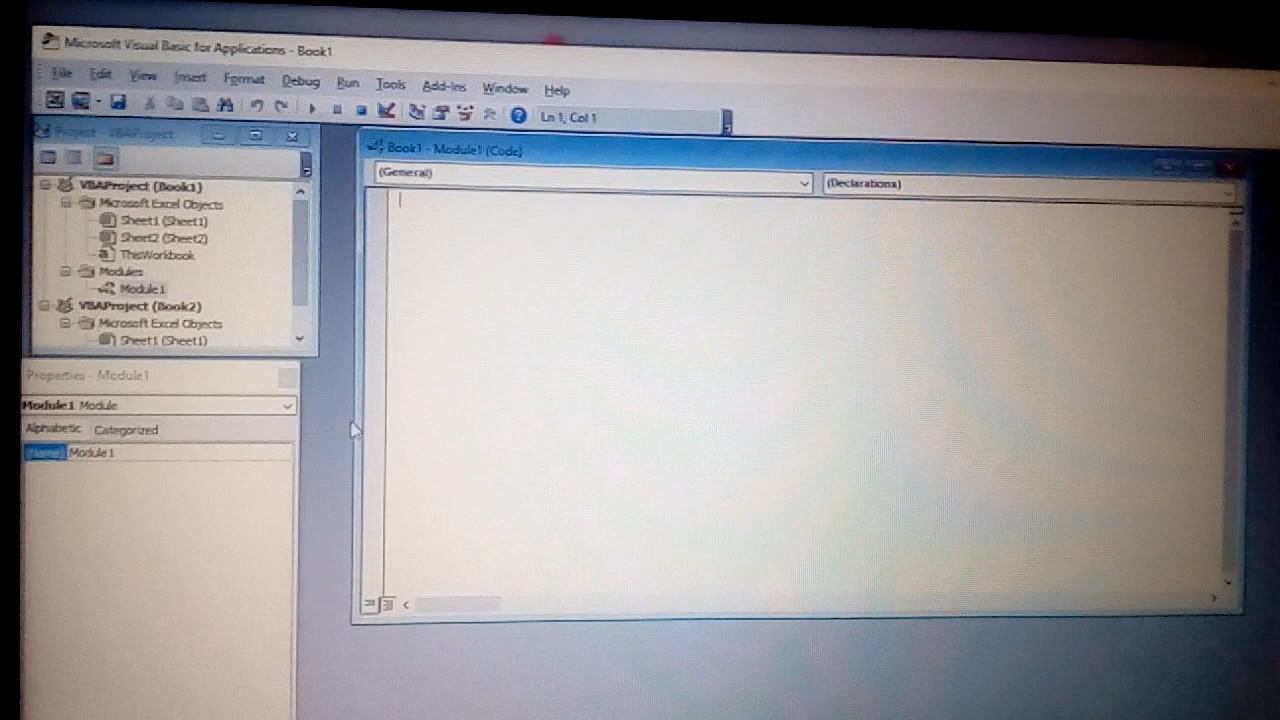 Microsoft Visual Basic for Applications - Book1
File Edit View Insert Format Debug Run Tools Add-Ins Window Help
Ln 1, Col 1
Project - VBAProject
VBAProject (Book1)
Microsoft Excel Objects
Sheet1 (Sheet1)
Sheet2 (Sheet2)
ThisWorkbook
Modules
Module1
VBAProject (Book2)
Microsoft Excel Objects
Sheet1 (Sheet1)
Properties - Module1
Module1 Module
Alphabetic Categorized
(Name) Module1
Book1 - Module1 (Code)
(General)
(Declarations)